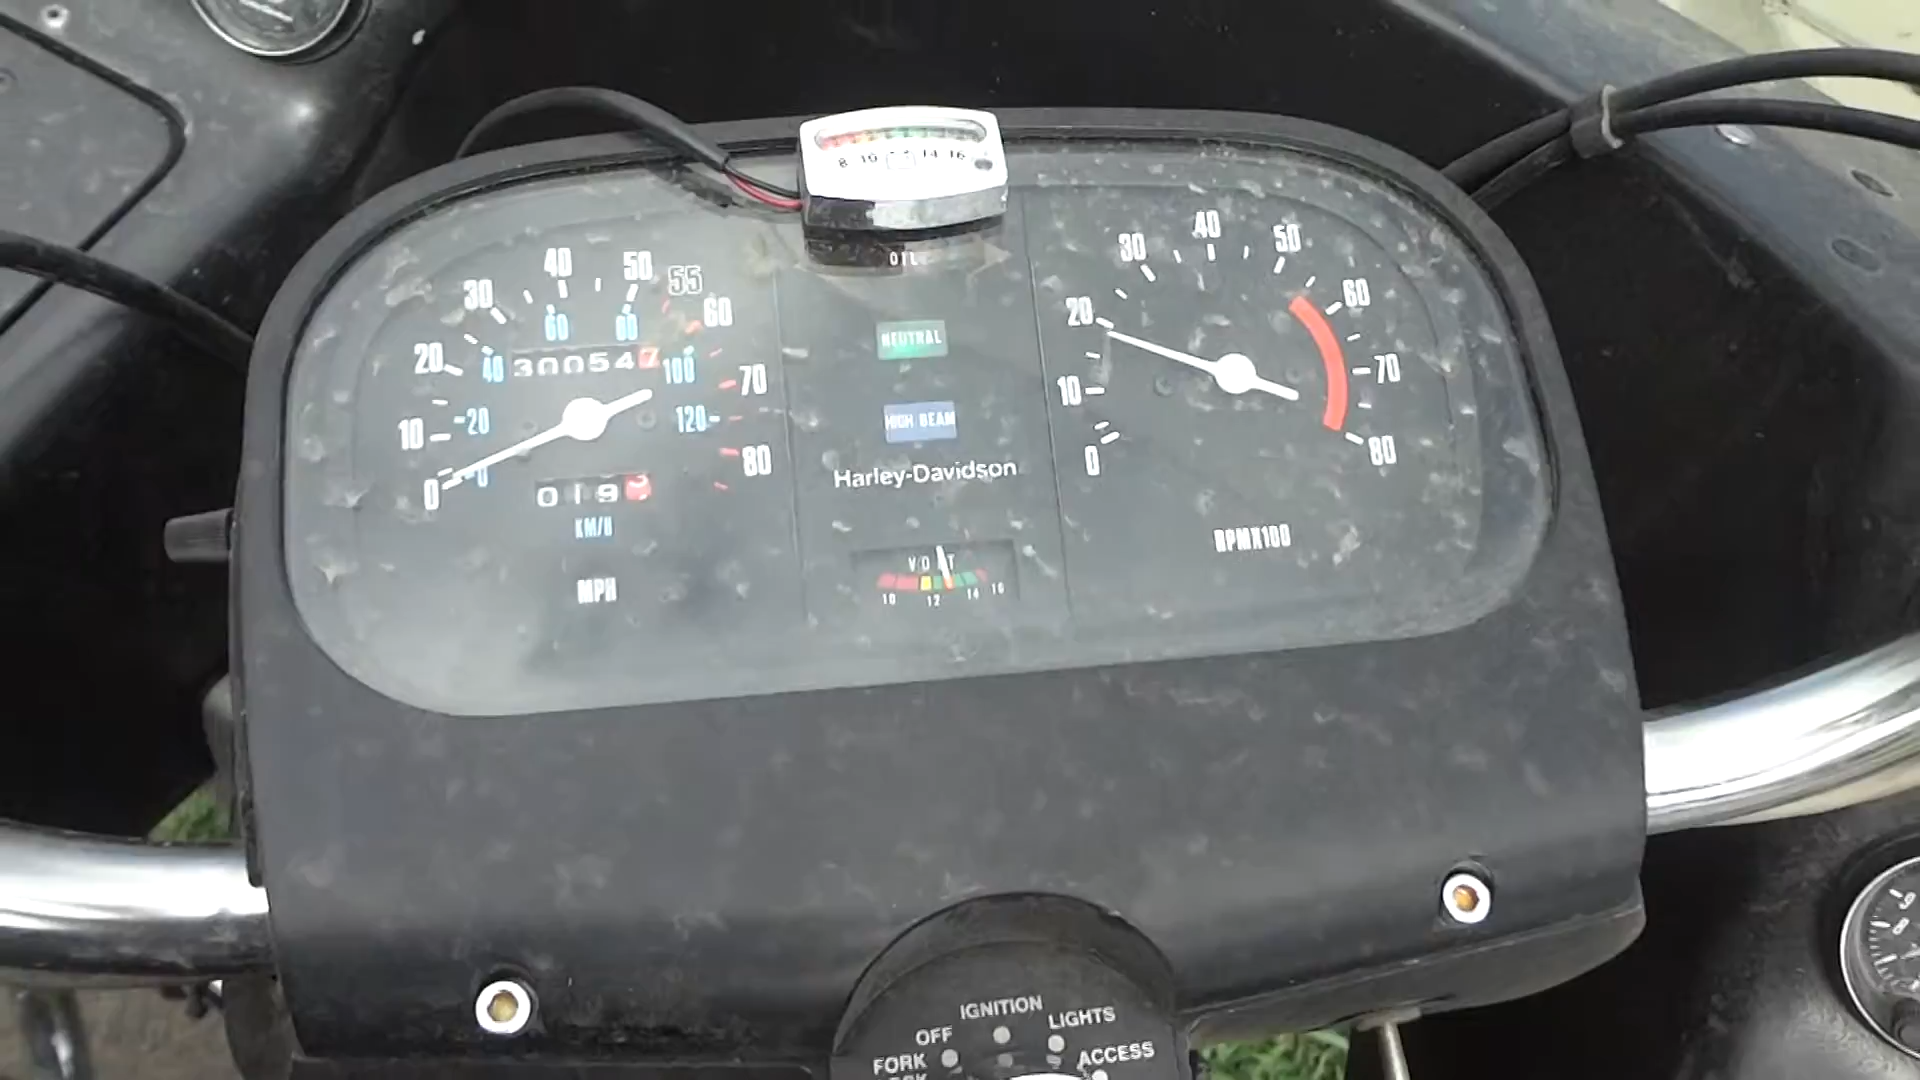 8 10 14 16
OIL
0 10 20 30 40 50 55 60 70 80
0 20 40 60 80 100 120
30054 7
019
KM/H
MPH
NEUTRAL
HIGH BEAM
Harley-Davidson
VOLT
10 12 14 16
0 10 20 30 40 50 60 70 80
RPMX100
IGNITION
OFF LIGHTS
FORK ACCESS